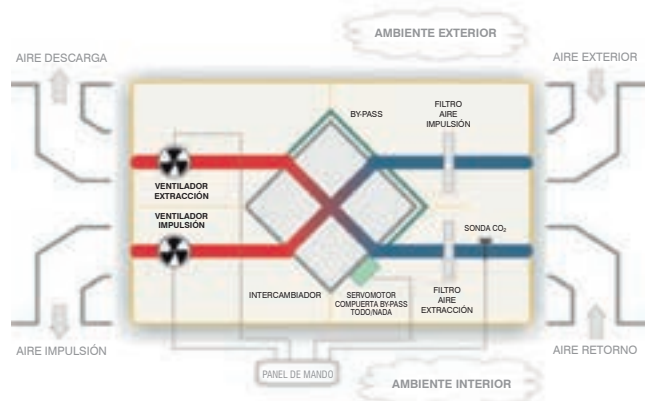 AMBIENTE EXTERIOR
AIRE DESCARGA
AIRE EXTERIOR
BY-PASS
FILTRO
AIRE
IMPULSIÓN
VENTILADOR
EXTRACCIÓN
VENTILADOR
IMPULSIÓN
SONDA CO₂
INTERCAMBIADOR
SERVOMOTOR
COMPUERTA BY-PASS
TODO/NADA
FILTRO
AIRE
EXTRACCIÓN
AIRE IMPULSIÓN
AIRE RETORNO
PANEL DE MANDO
AMBIENTE INTERIOR